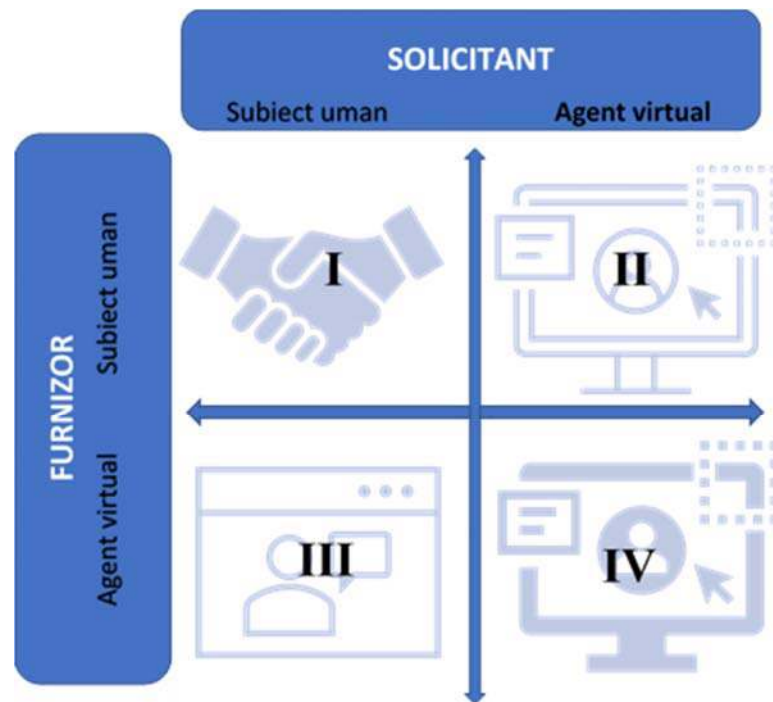 SOLICITANT
Subiect uman Agent virtual
FURNIZOR
Subiect uman
Agent virtual
I
II
III
IV